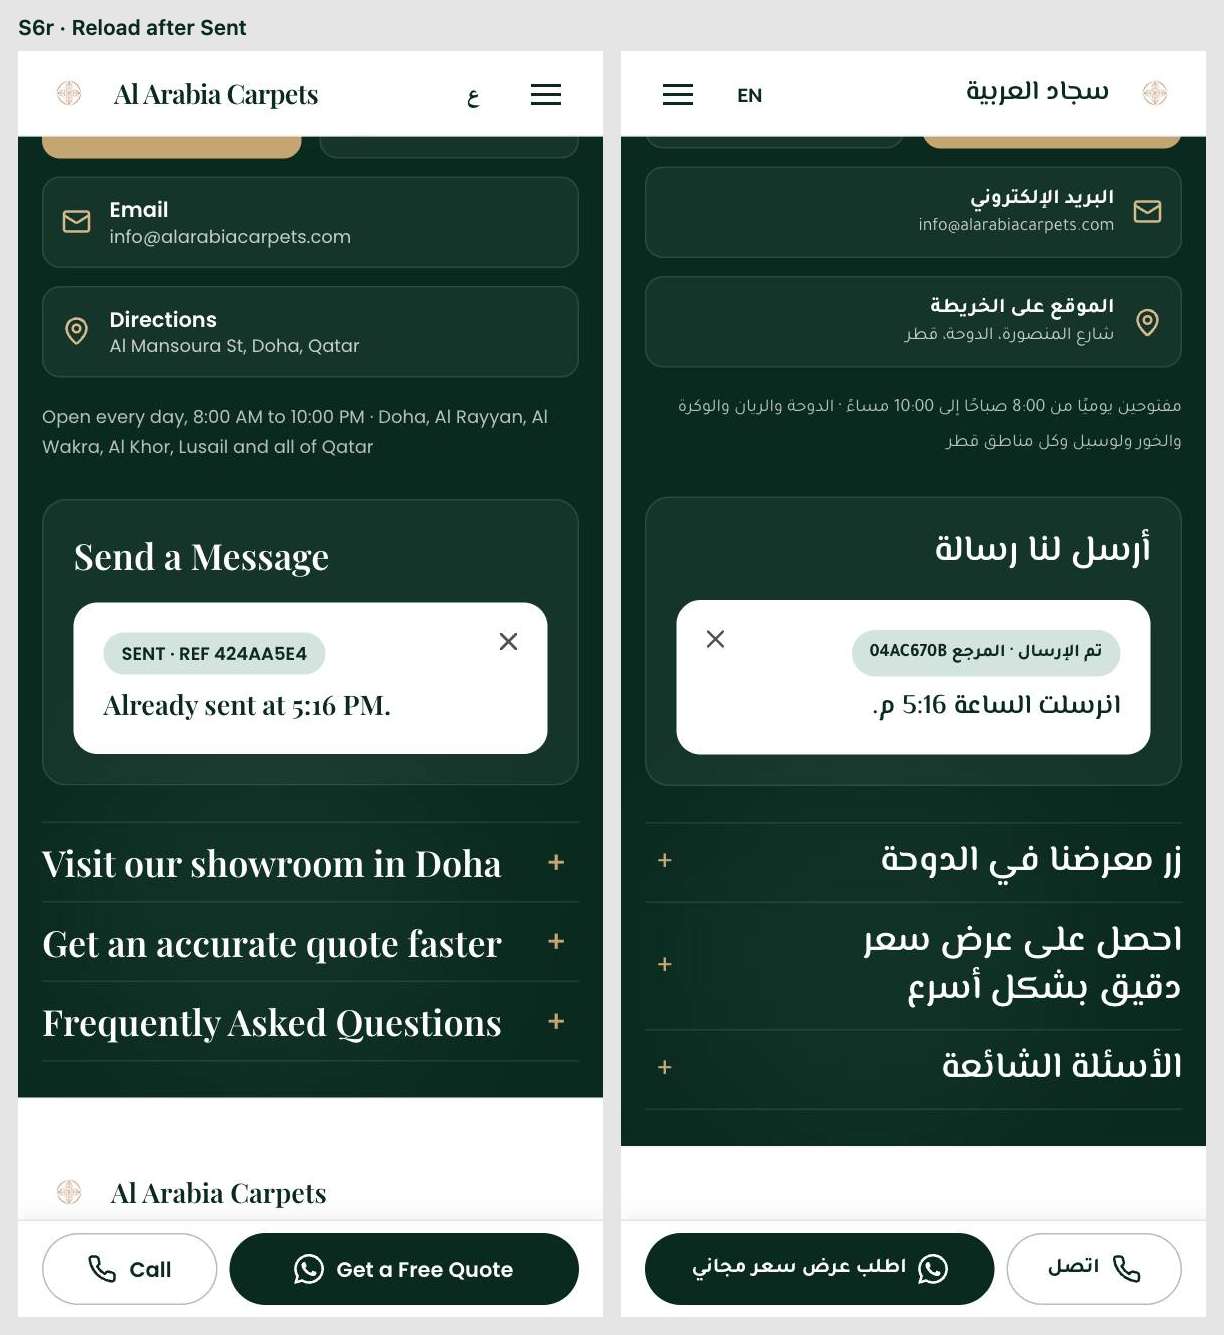 S6r · Reload after Sent
Al Arabia Carpets
ع
Email
info@alarabiacarpets.com
Directions
Al Mansoura St, Doha, Qatar
Open every day, 8:00 AM to 10:00 PM · Doha, Al Rayyan, Al
Wakra, Al Khor, Lusail and all of Qatar
Send a Message
SENT · REF 424AA5E4
Already sent at 5:16 PM.
Visit our showroom in Doha
Get an accurate quote faster
Frequently Asked Questions
Al Arabia Carpets
Call
Get a Free Quote
سجاد العربية
EN
البريد الإلكتروني
info@alarabiacarpets.com
الموقع على الخريطة
شارع المنصورة، الدوحة، قطر
مفتوحين يوميًا من 8:00 صباحًا إلى 10:00 مساءً · الدوحة والريان والوكرة
والخور ولوسيل وكل مناطق قطر
أرسل لنا رسالة
تم الإرسال · المرجع 04AC670B
انرسلت الساعة 5:16 م.
زر معرضنا في الدوحة
احصل على عرض سعر
دقيق بشكل أسرع
الأسئلة الشائعة
اتصل
اطلب عرض سعر مجاني